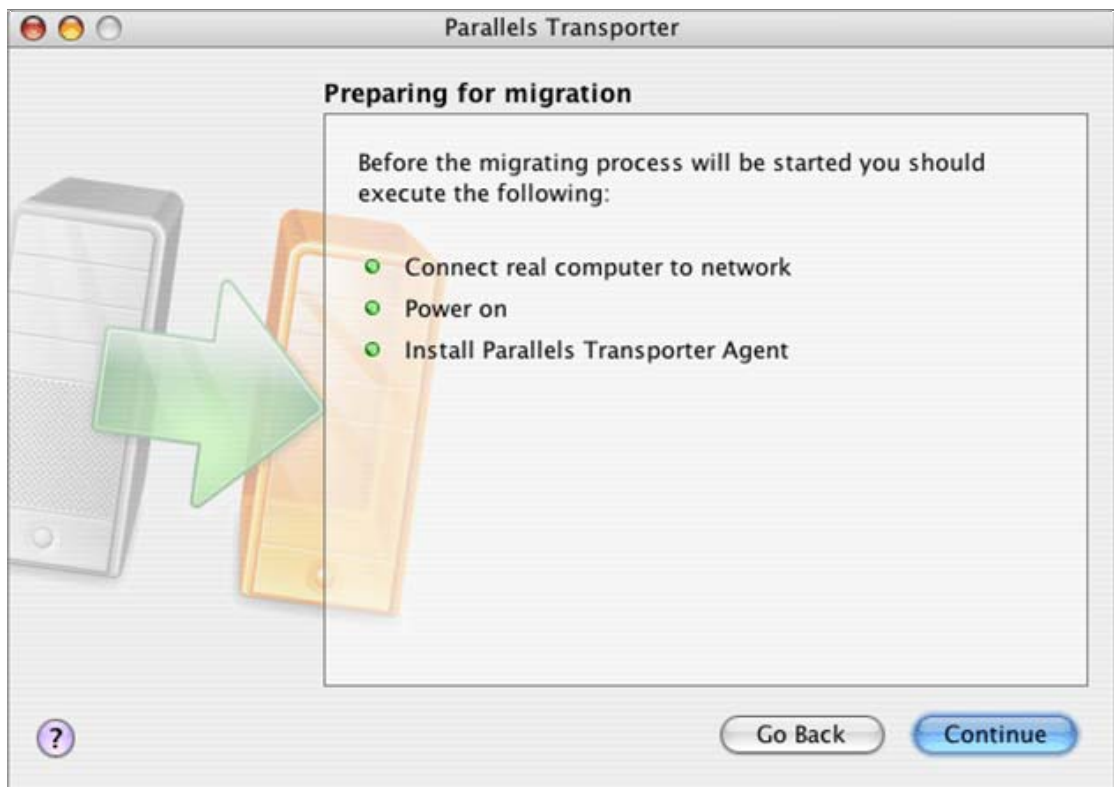 Parallels Transporter
Preparing for migration
Before the migrating process will be started you should
execute the following:
Connect real computer to network
Power on
Install Parallels Transporter Agent
?
Go Back
Continue